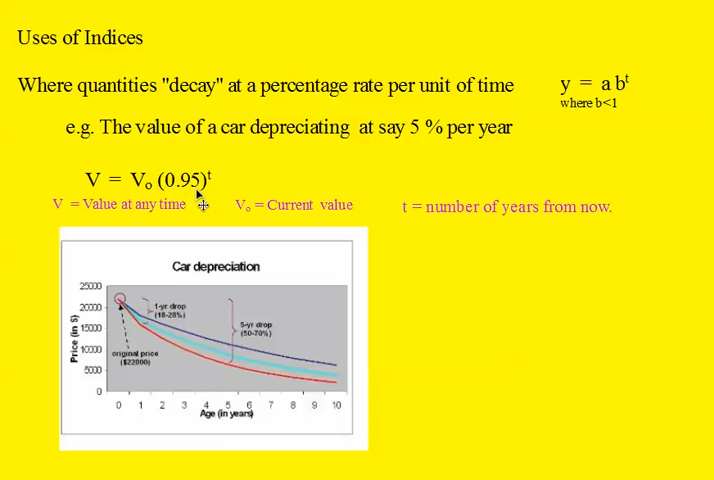 Uses of Indices
Where quantities "decay" at a percentage rate per unit of time
y = a bᵗ
where b<1
e.g. The value of a car depreciating at say 5 % per year
V = Vₒ (0.95)ᵗ
V = Value at any time
Vₒ = Current value
t = number of years from now.
Car depreciation
25000
20000
15000
10000
5000
0
Price (in $)
1-yr drop
(18-28%)
5-yr drop
(50-70%)
original price
($22000)
0 1 2 3 4 5 6 7 8 9 10
Age (in years)